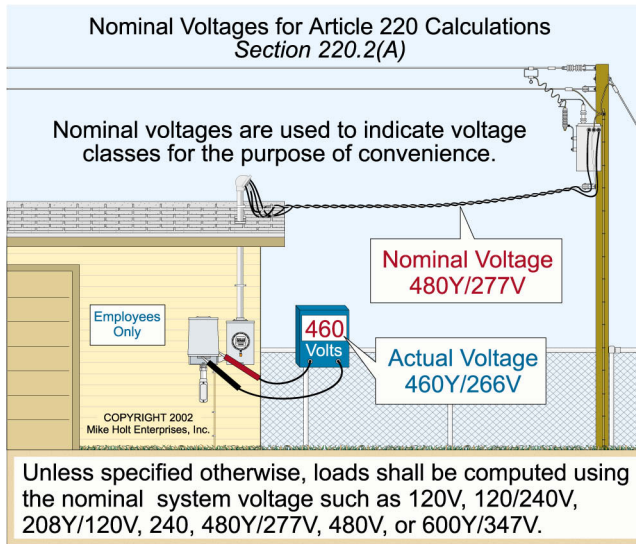 Nominal Voltages for Article 220 Calculations
Section 220.2(A)
Nominal voltages are used to indicate voltage
classes for the purpose of convenience.
Nominal Voltage
480Y/277V
Employees
Only
460
Volts
Actual Voltage
460Y/266V
COPYRIGHT 2002
Mike Holt Enterprises, Inc.
Unless specified otherwise, loads shall be computed using
the nominal system voltage such as 120V, 120/240V,
208Y/120V, 240, 480Y/277V, 480V, or 600Y/347V.